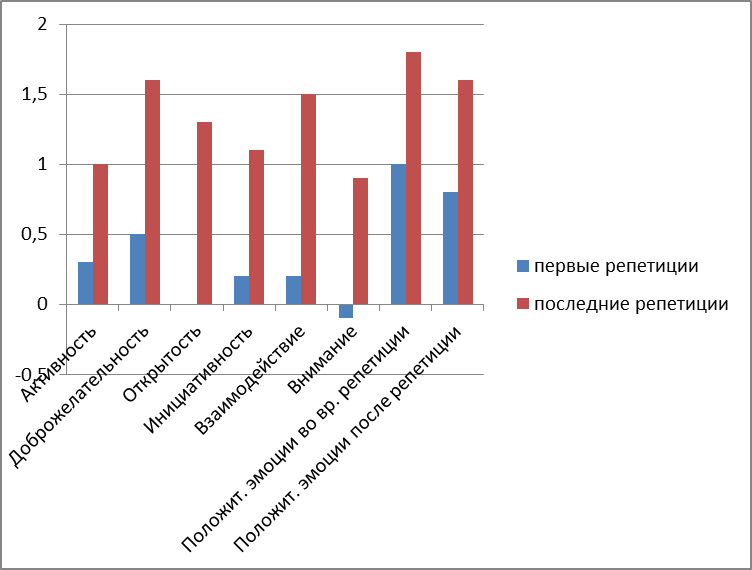 2
1,5
1
0,5
0
-0,5
Активность
Доброжелательность
Открытость
Инициативность
Взаимодействие
Внимание
Положит. эмоции во вр. репетиции
Положит. эмоции после репетиции
первые репетиции
последние репетиции